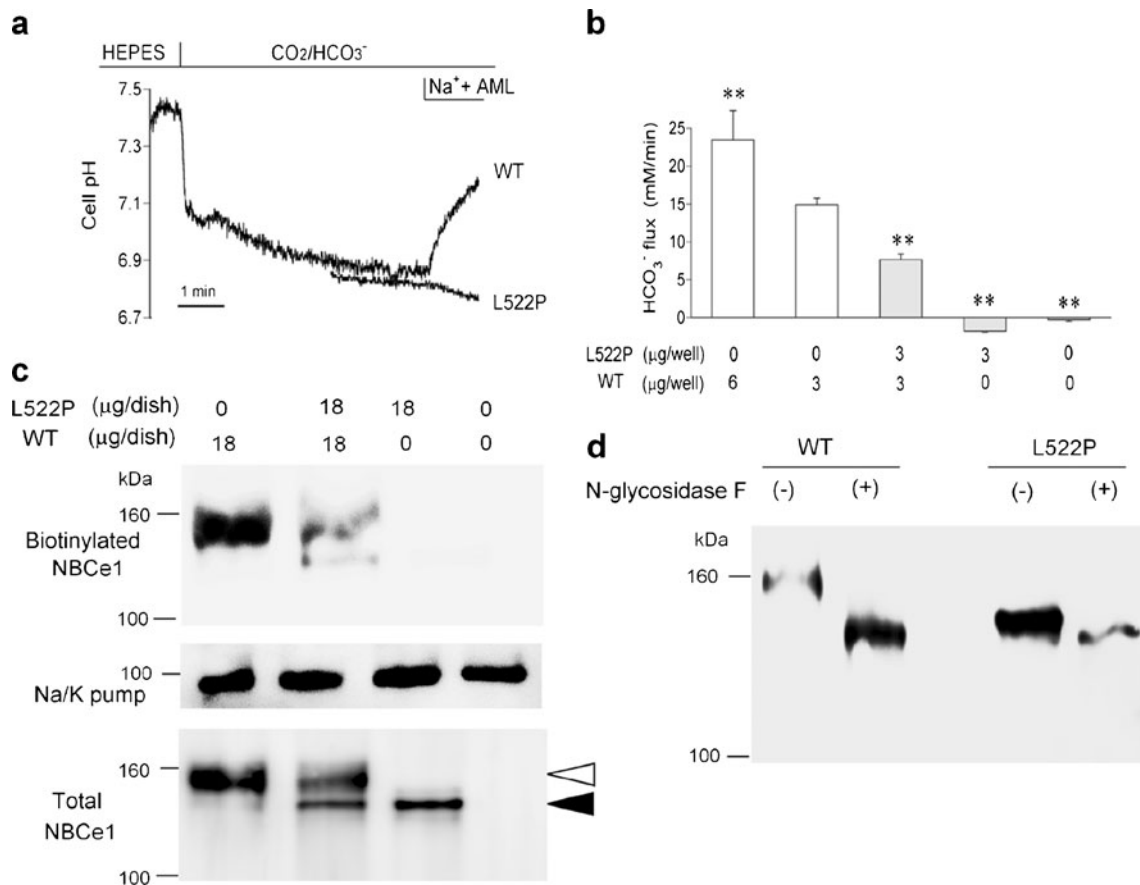 a
HEPES CO2/HCO3-
Na+ + AML
7.5
7.3
7.1
6.9
6.7
Cell pH
WT
L522P
1 min
b
** ** ** **
25
20
15
10
5
0
HCO3- flux (mM/min)
L522P (μg/well) 0 0 3 3 0
WT (μg/well) 6 3 3 0 0
c
L522P (μg/dish) 0 18 18 0
WT (μg/dish) 18 18 0 0
kDa
160
Biotinylated
NBCe1
100
100
Na/K pump
160
Total
NBCe1
100
d
WT L522P
N-glycosidase F (-) (+) (-) (+)
kDa
160
100